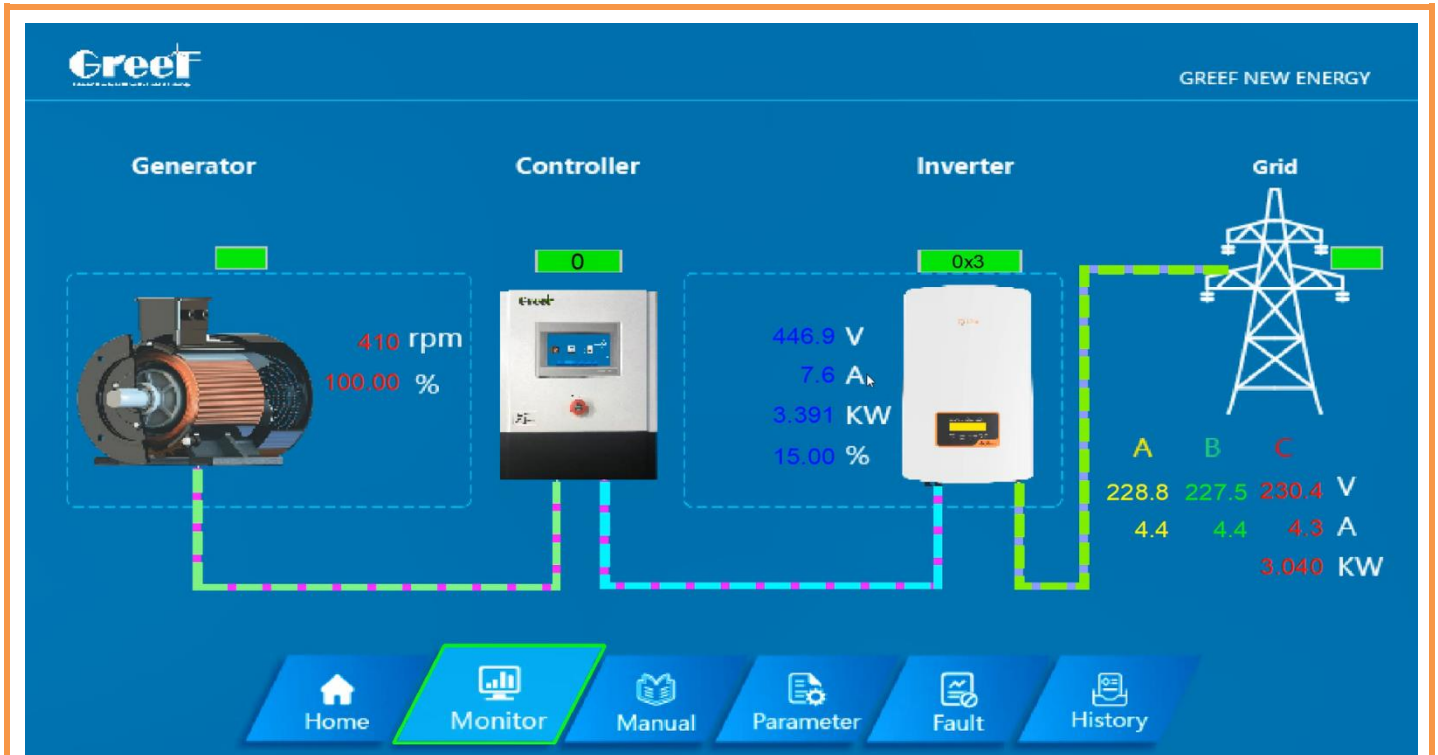 Greef
GREEF NEW ENERGY
Generator
Controller
Inverter
Grid
0
0x3
Greef
410 rpm
100.00 %
446.9 V
7.6 A
3.391 KW
15.00 %
A B C
228.8 227.5 230.4 V
4.4 4.4 4.3 A
3.040 KW
Home
Monitor
Manual
Parameter
Fault
History